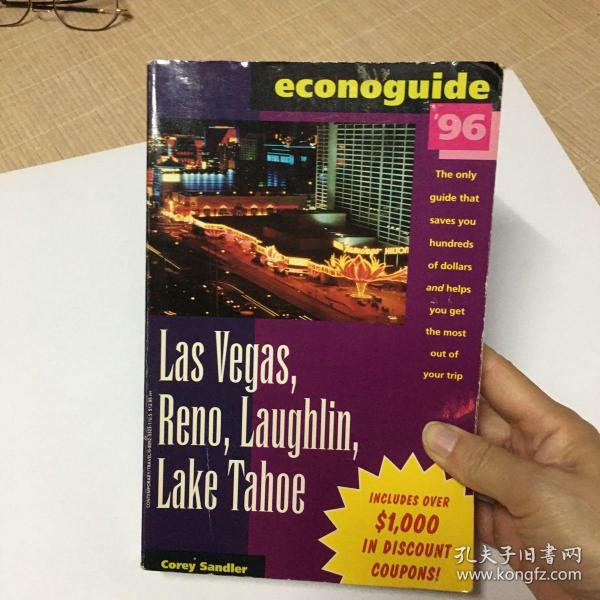 econoguide
'96
The only
guide that
saves you
hundreds
of dollars
and helps
you get
the most
out of
your trip
Flamingo HILTON
Las Vegas,
Reno, Laughlin,
Lake Tahoe
INCLUDES OVER
$1,000
IN DISCOUNT
COUPONS!
Corey Sandler
孔夫子旧书网
www.kongfz.com